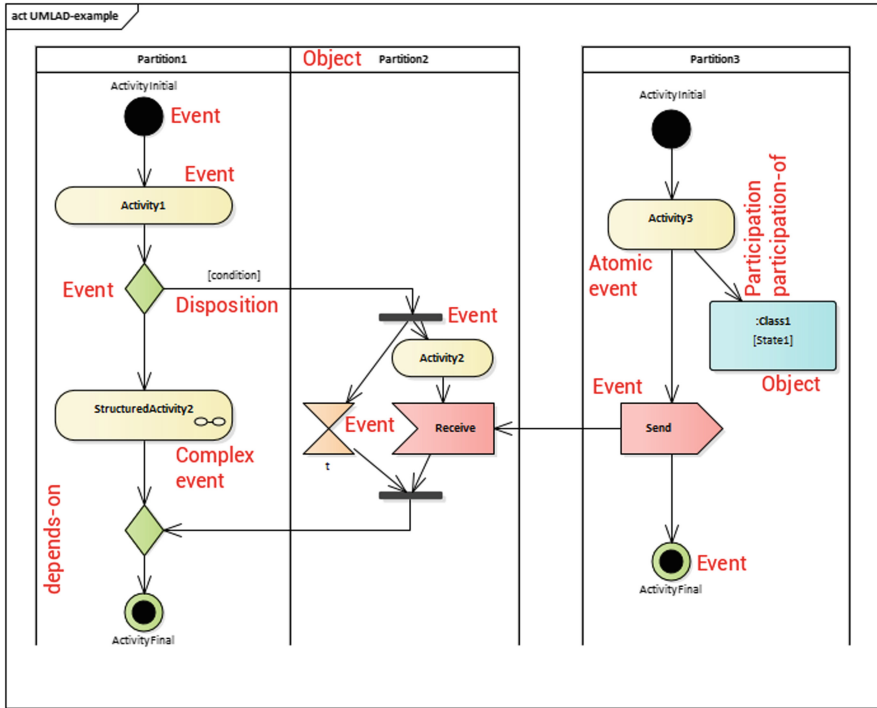 act UMLAD-example
Partition1
Object
Partition2
Partition3
ActivityInitial
Event
Event
Activity1
Event
[condition]
Disposition
Event
Activity2
StructuredActivity2
Event
Receive
t
Complex
event
depends-on
ActivityFinal
ActivityInitial
Activity3
Atomic
event
Participation
participation-of
:Class1
[State1]
Object
Event
Send
Event
ActivityFinal